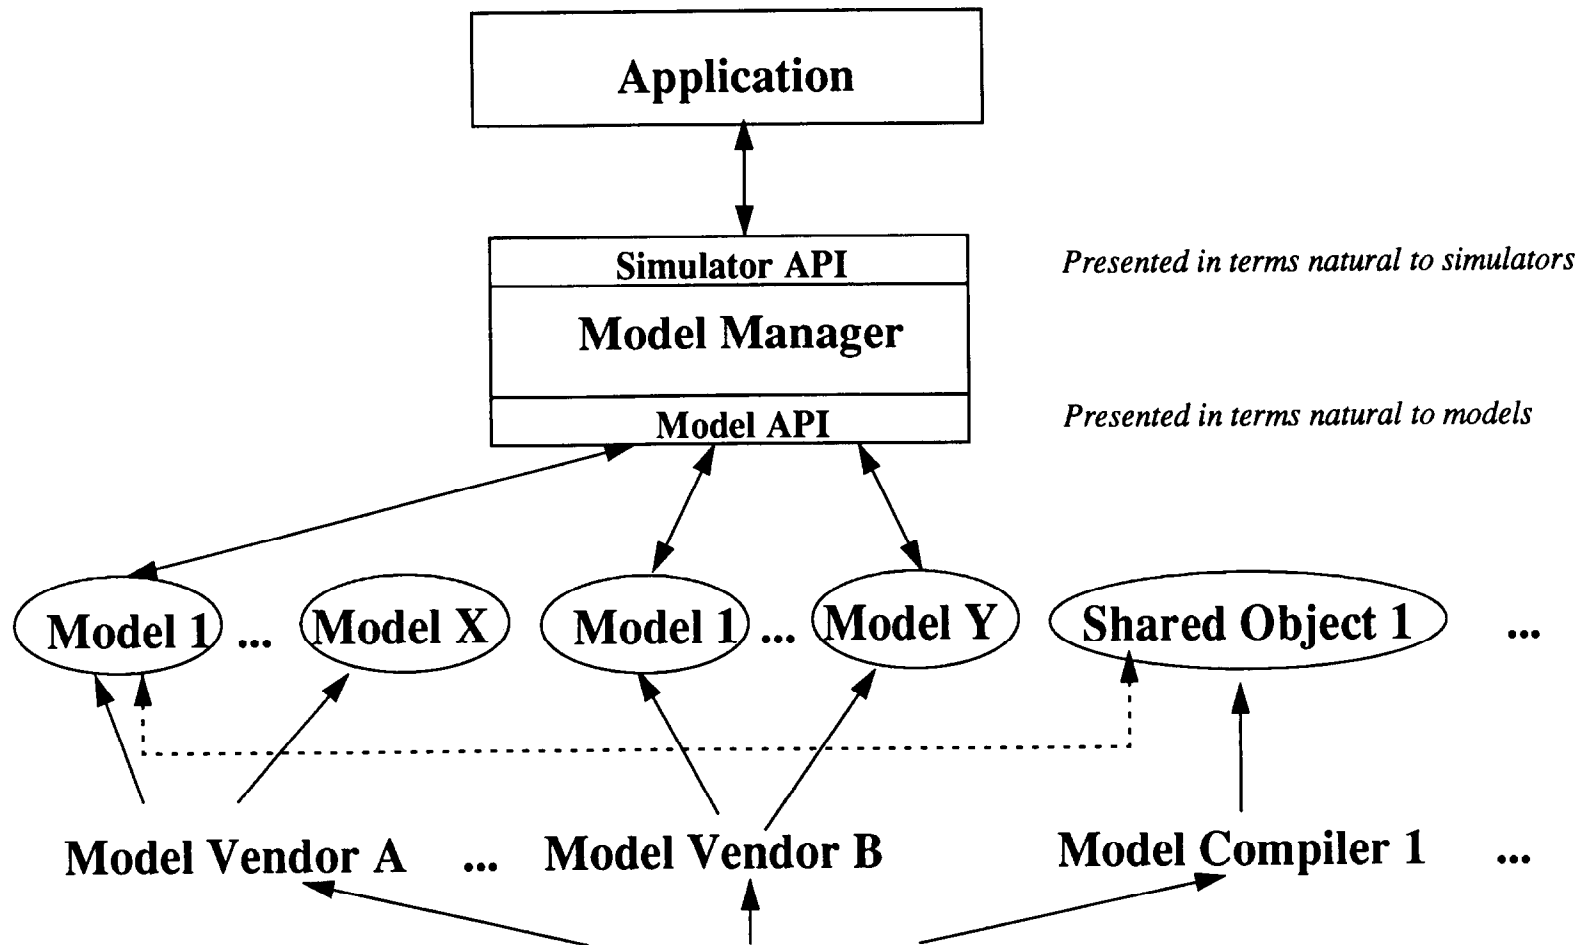 Application
Simulator API
Presented in terms natural to simulators
Model Manager
Model API
Presented in terms natural to models
Model 1 ... Model X Model 1 ... Model Y Shared Object 1 ...
Model Vendor A ... Model Vendor B Model Compiler 1 ...